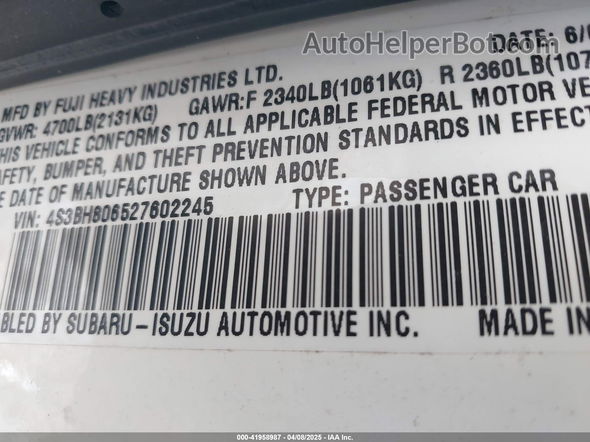 AutoHelperBot.com
DATE: 6/
MFD BY FUJI HEAVY INDUSTRIES LTD.
GVWR: 4700LB(2131KG) GAWR:F 2340LB(1061KG) R 2360LB(107
THIS VEHICLE CONFORMS TO ALL APPLICABLE FEDERAL MOTOR VE
AFETY, BUMPER, AND THEFT PREVENTION STANDARDS IN EFFECT
E DATE OF MANUFACTURE SHOWN ABOVE.
VIN: 4S3BH806527602245 TYPE: PASSENGER CAR
BLED BY SUBARU-ISUZU AUTOMOTIVE INC. MADE IN
000-41958987 - 04/08/2025 - IAA Inc.